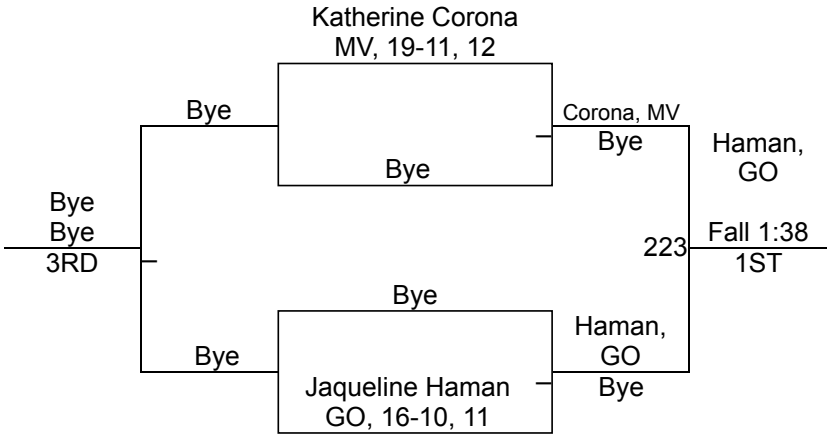 Katherine Corona
MV, 19-11, 12
Bye
Corona, MV
Bye
Haman,
GO
Bye
Bye
Bye
3RD
223
Fall 1:38
1ST
Bye
Bye
Haman,
GO
Bye
Jaqueline Haman
GO, 16-10, 11